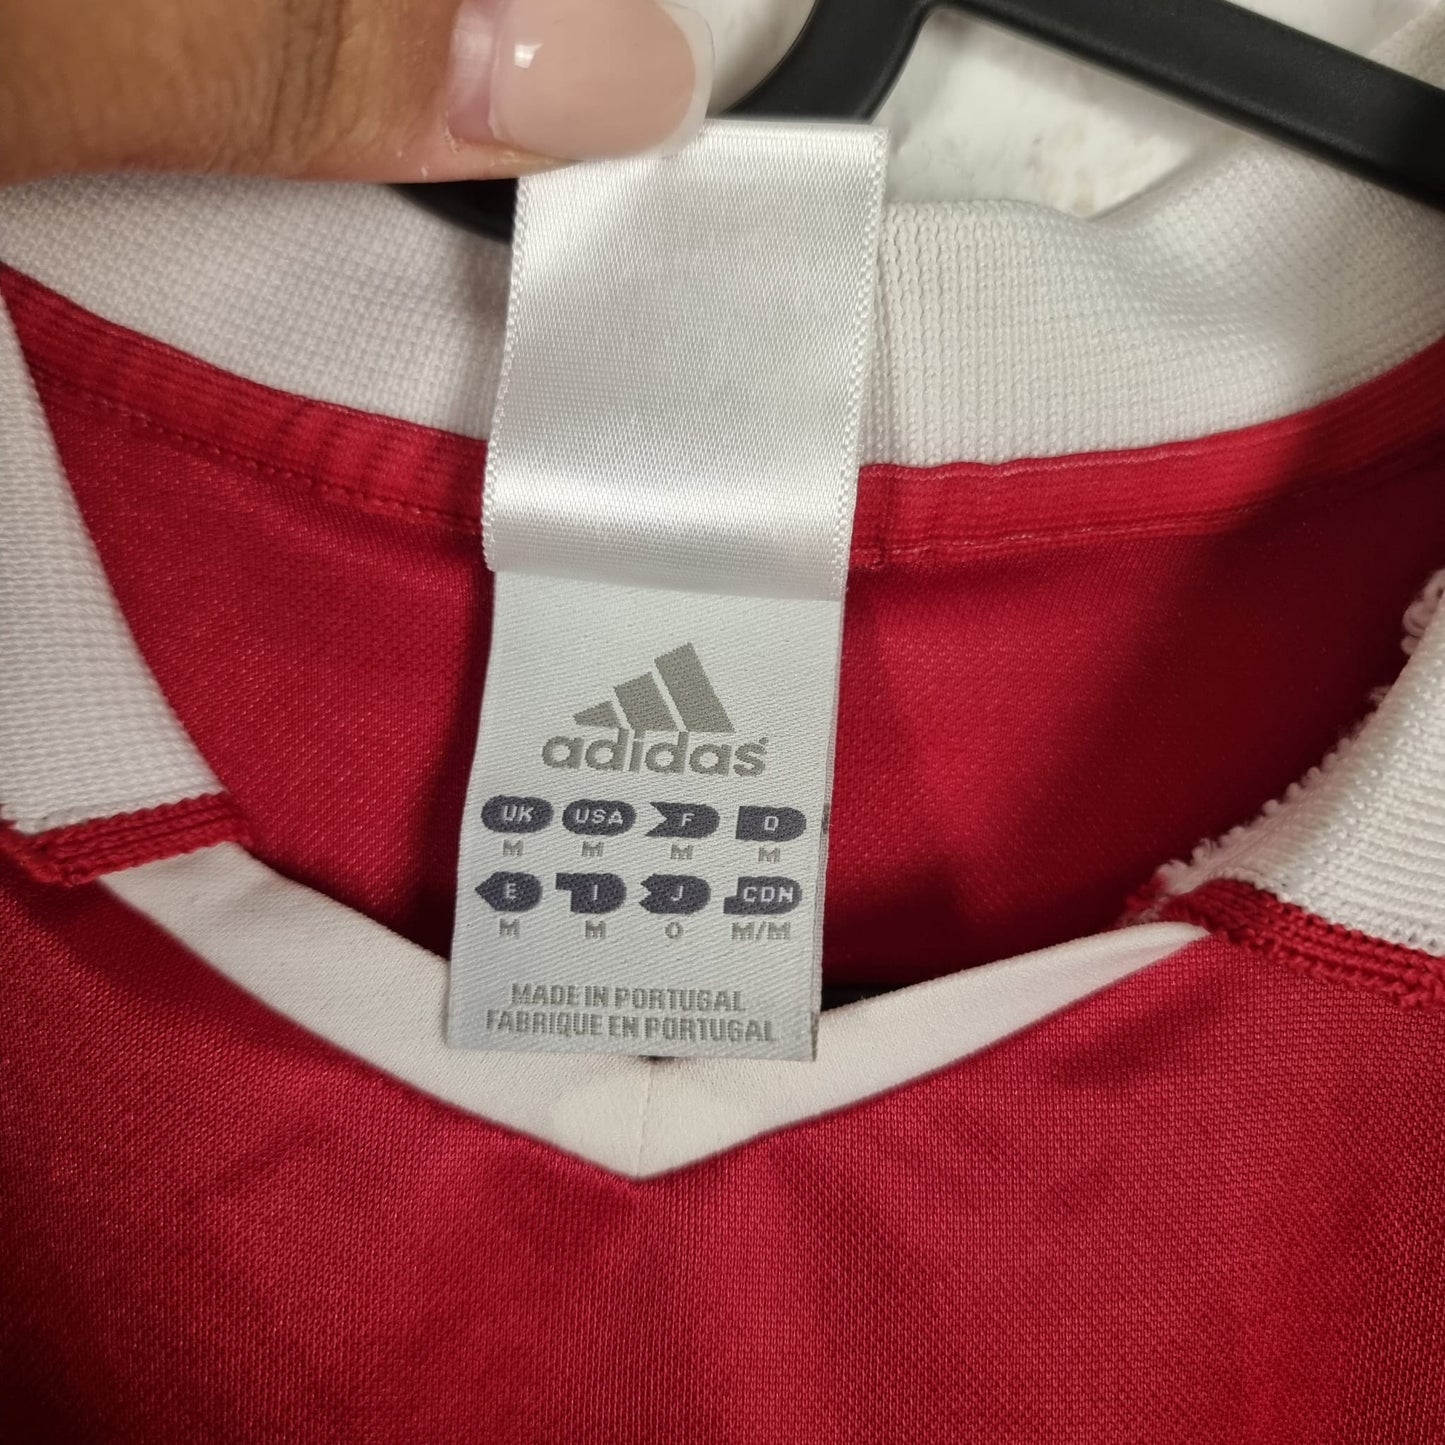 adidas
UK USA F D
M M M M
E I J CDN
M M O M/M
MADE IN PORTUGAL
FABRIQUE EN PORTUGAL